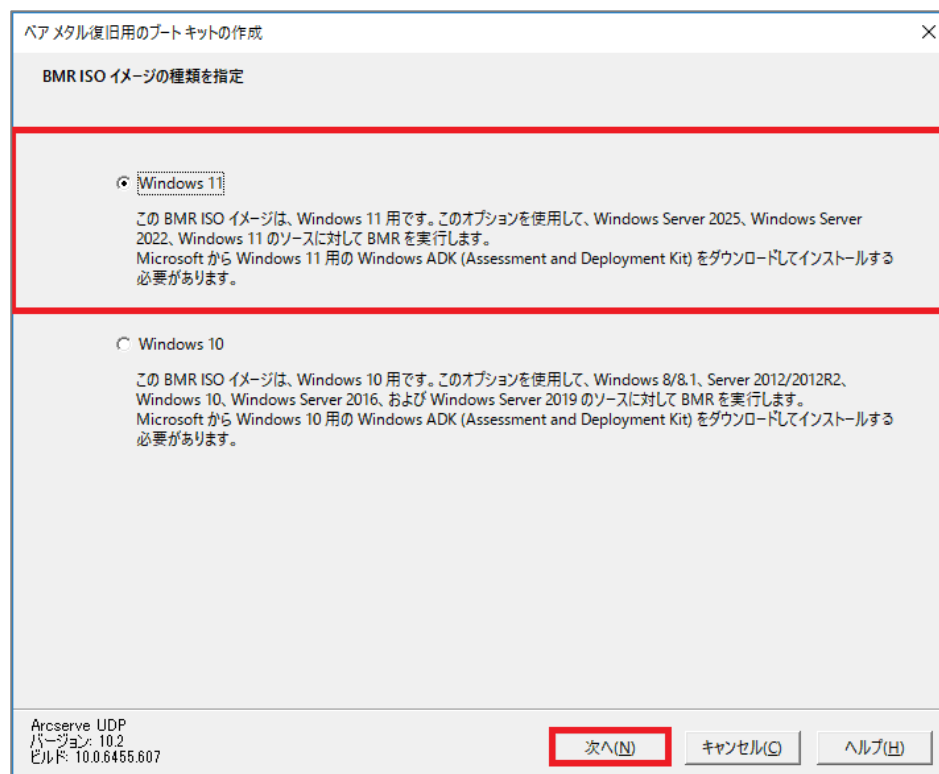 ベア メタル復旧用のブート キットの作成
BMR ISO イメージの種類を指定
Windows 11
この BMR ISO イメージは、Windows 11 用です。このオプションを使用して、Windows Server 2025、Windows Server
2022、Windows 11 のソースに対して BMR を実行します。
Microsoft から Windows 11 用の Windows ADK (Assessment and Deployment Kit) をダウンロードしてインストールする
必要があります。
Windows 10
この BMR ISO イメージは、Windows 10 用です。このオプションを使用して、Windows 8/8.1、Server 2012/2012R2、
Windows 10、Windows Server 2016、および Windows Server 2019 のソースに対して BMR を実行します。
Microsoft から Windows 10 用の Windows ADK (Assessment and Deployment Kit) をダウンロードしてインストールする
必要があります。
Arcserve UDP
バージョン: 10.2
ビルド: 10.0.6455.607
次へ(N)
キャンセル(C)
ヘルプ(H)